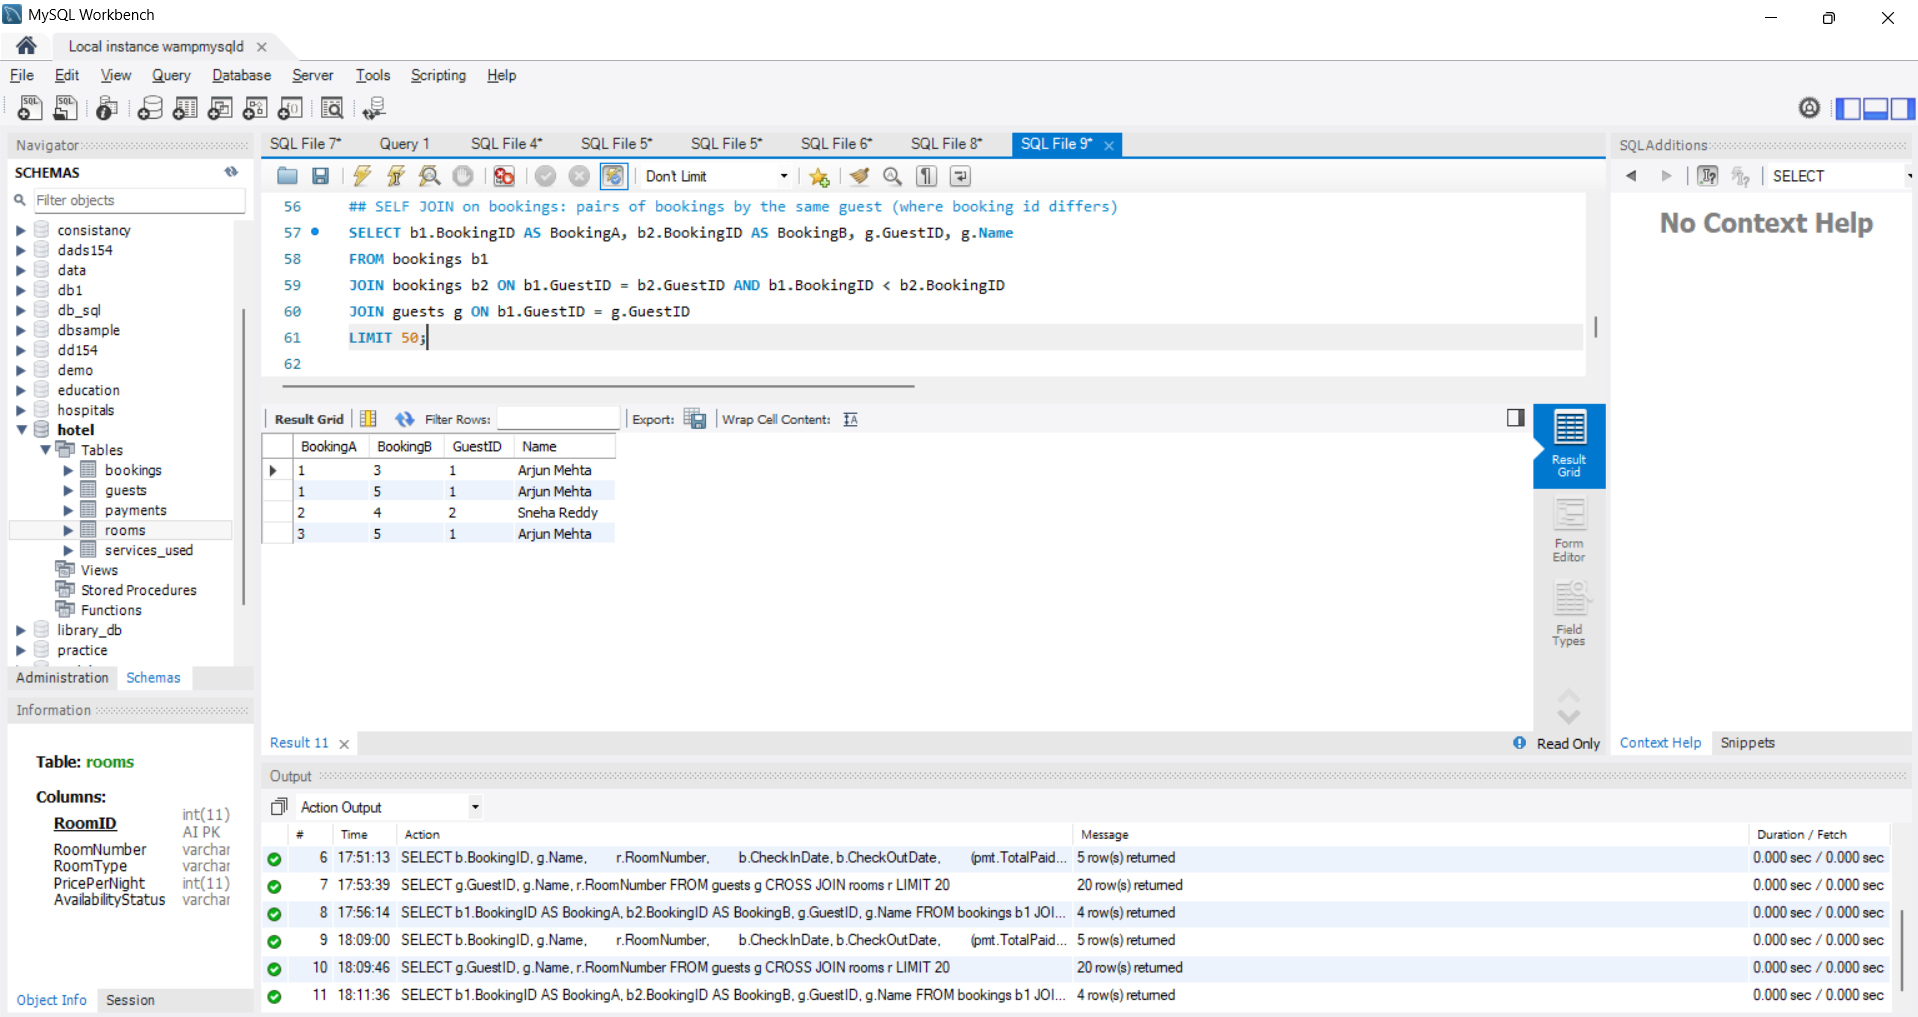 MySQL Workbench
Local instance wampmysqld
File Edit View Query Database Server Tools Scripting Help
Navigator
SCHEMAS
Filter objects
consistancy
dads154
data
db1
db_sql
dbsample
dd154
demo
education
hospitals
hotel
Tables
bookings
guests
payments
rooms
services_used
Views
Stored Procedures
Functions
library_db
practice
Administration Schemas
Information
Table: rooms
Columns:
RoomID int(11) AI PK
RoomNumber varchar
RoomType varchar
PricePerNight int(11)
AvailabilityStatus varchar
Object Info Session
SQL File 7* Query 1 SQL File 4* SQL File 5* SQL File 5* SQL File 6* SQL File 8* SQL File 9*
Don't Limit
56 ## SELF JOIN on bookings: pairs of bookings by the same guest (where booking id differs)
57 SELECT b1.BookingID AS BookingA, b2.BookingID AS BookingB, g.GuestID, g.Name
58 FROM bookings b1
59 JOIN bookings b2 ON b1.GuestID = b2.GuestID AND b1.BookingID < b2.BookingID
60 JOIN guests g ON b1.GuestID = g.GuestID
61 LIMIT 50;
62
Result Grid Filter Rows: Export: Wrap Cell Content:
BookingA BookingB GuestID Name
1 3 1 Arjun Mehta
1 5 1 Arjun Mehta
2 4 2 Sneha Reddy
3 5 1 Arjun Mehta
Result Grid
Form Editor
Field Types
Result 11
Read Only
SQLAdditions
SELECT
No Context Help
Context Help Snippets
Output
Action Output
# Time Action Message Duration / Fetch
6 17:51:13 SELECT b.BookingID, g.Name, r.RoomNumber, b.CheckInDate, b.CheckOutDate, (pmt.TotalPaid... 5 row(s) returned 0.000 sec / 0.000 sec
7 17:53:39 SELECT g.GuestID, g.Name, r.RoomNumber FROM guests g CROSS JOIN rooms r LIMIT 20 20 row(s) returned 0.000 sec / 0.000 sec
8 17:56:14 SELECT b1.BookingID AS BookingA, b2.BookingID AS BookingB, g.GuestID, g.Name FROM bookings b1 JOI... 4 row(s) returned 0.000 sec / 0.000 sec
9 18:09:00 SELECT b.BookingID, g.Name, r.RoomNumber, b.CheckInDate, b.CheckOutDate, (pmt.TotalPaid... 5 row(s) returned 0.000 sec / 0.000 sec
10 18:09:46 SELECT g.GuestID, g.Name, r.RoomNumber FROM guests g CROSS JOIN rooms r LIMIT 20 20 row(s) returned 0.000 sec / 0.000 sec
11 18:11:36 SELECT b1.BookingID AS BookingA, b2.BookingID AS BookingB, g.GuestID, g.Name FROM bookings b1 JOI... 4 row(s) returned 0.000 sec / 0.000 sec